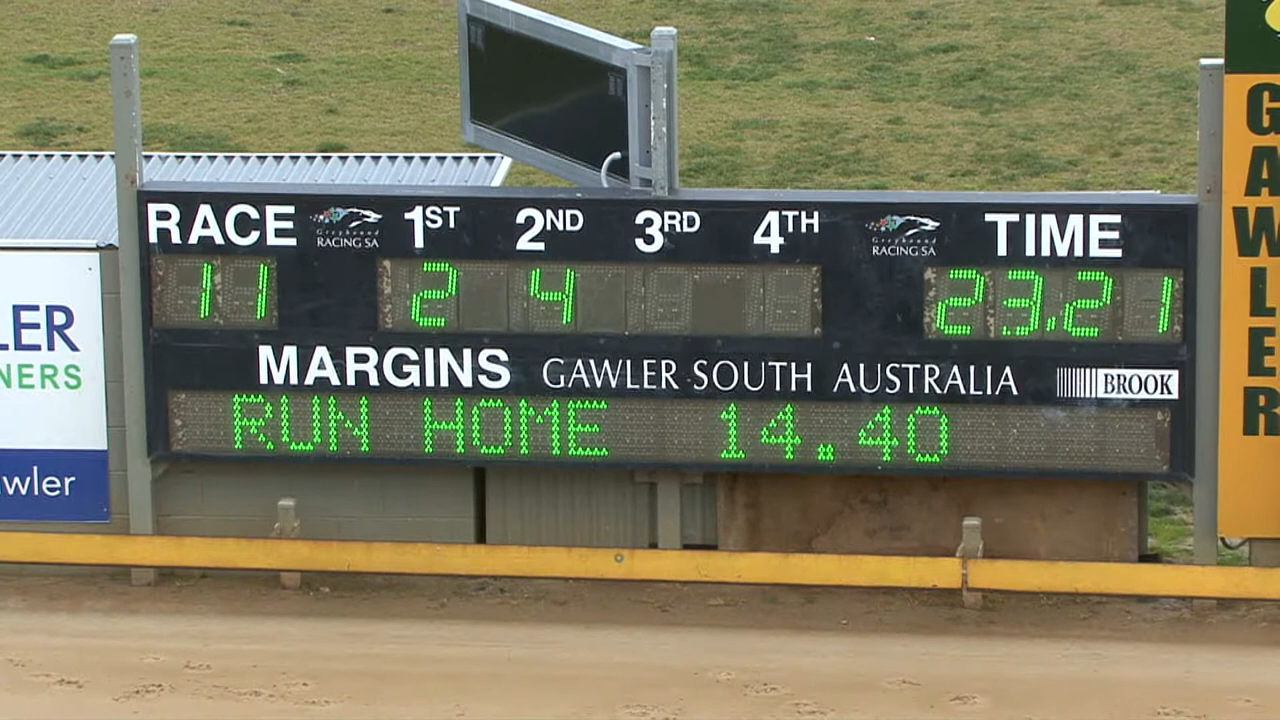 RACE
Greyhound
RACING SA
1ST 2ND 3RD 4TH
Greyhound
RACING SA
TIME
11 2 4 23.21
MARGINS GAWLER SOUTH AUSTRALIA BROOK
RUN HOME 14.40
LER
NERS
wler
GAWLER